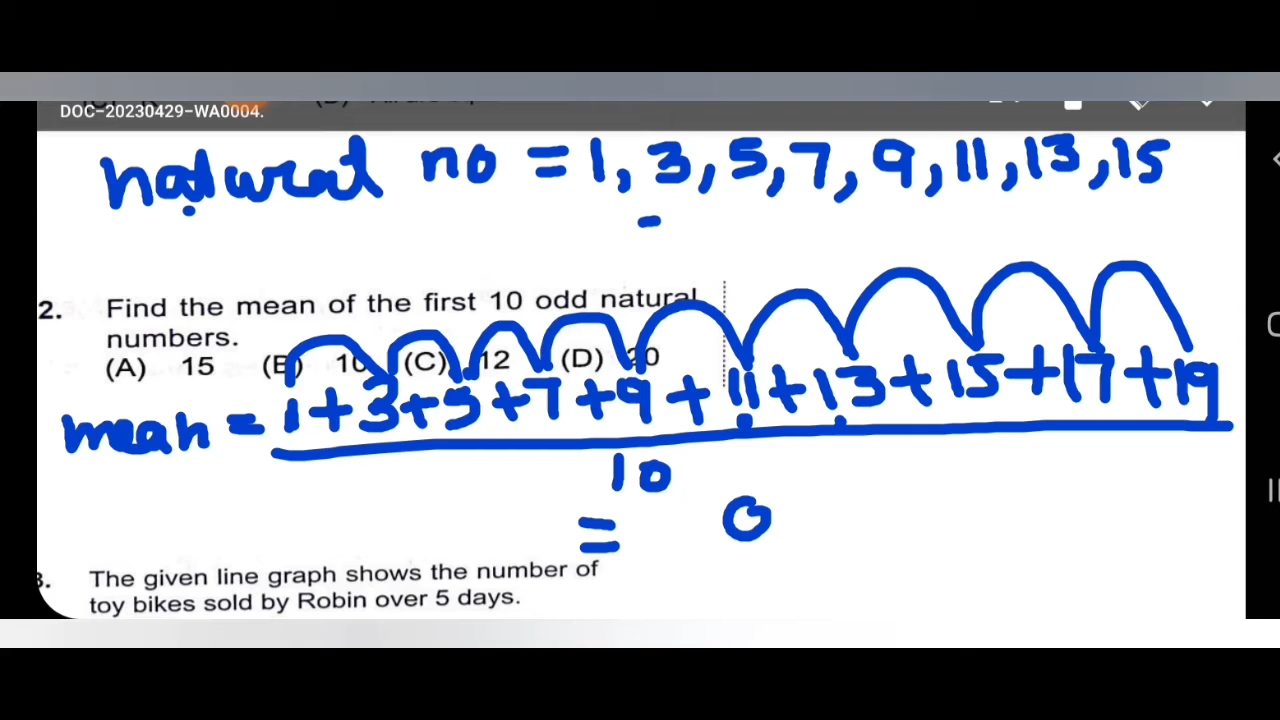 DOC-20230429-WA0004.
natural no = 1, 3, 5, 7, 9, 11, 13, 15
2. Find the mean of the first 10 odd natural
numbers.
(A) 15 (B) 10 (C) 12 (D) 20
mean = 1+3+5+7+9+11+13+15+17+19
10
= 0
3. The given line graph shows the number of
toy bikes sold by Robin over 5 days.